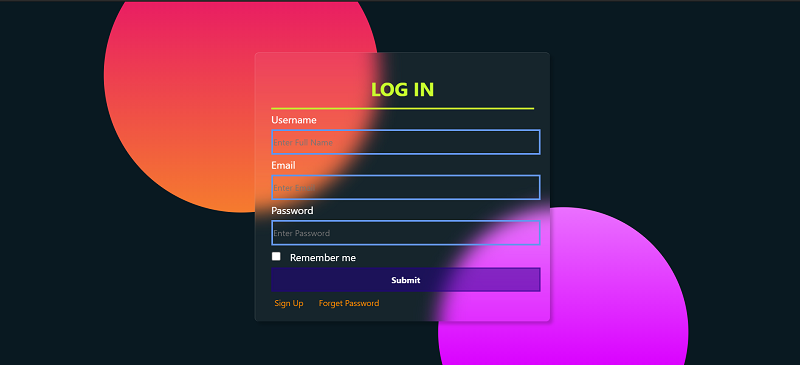 LOG IN
Username
Enter Full Name
Email
Enter Email
Password
Enter Password
Remember me
Submit
Sign Up Forget Password